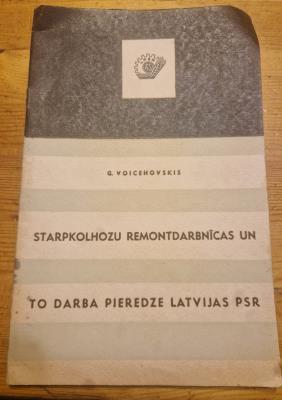 G. VOICEHOVSKIS
STARPKOLHOZU REMONTDARBNĪCAS UN
TO DARBA PIEREDZE LATVIJAS PSR